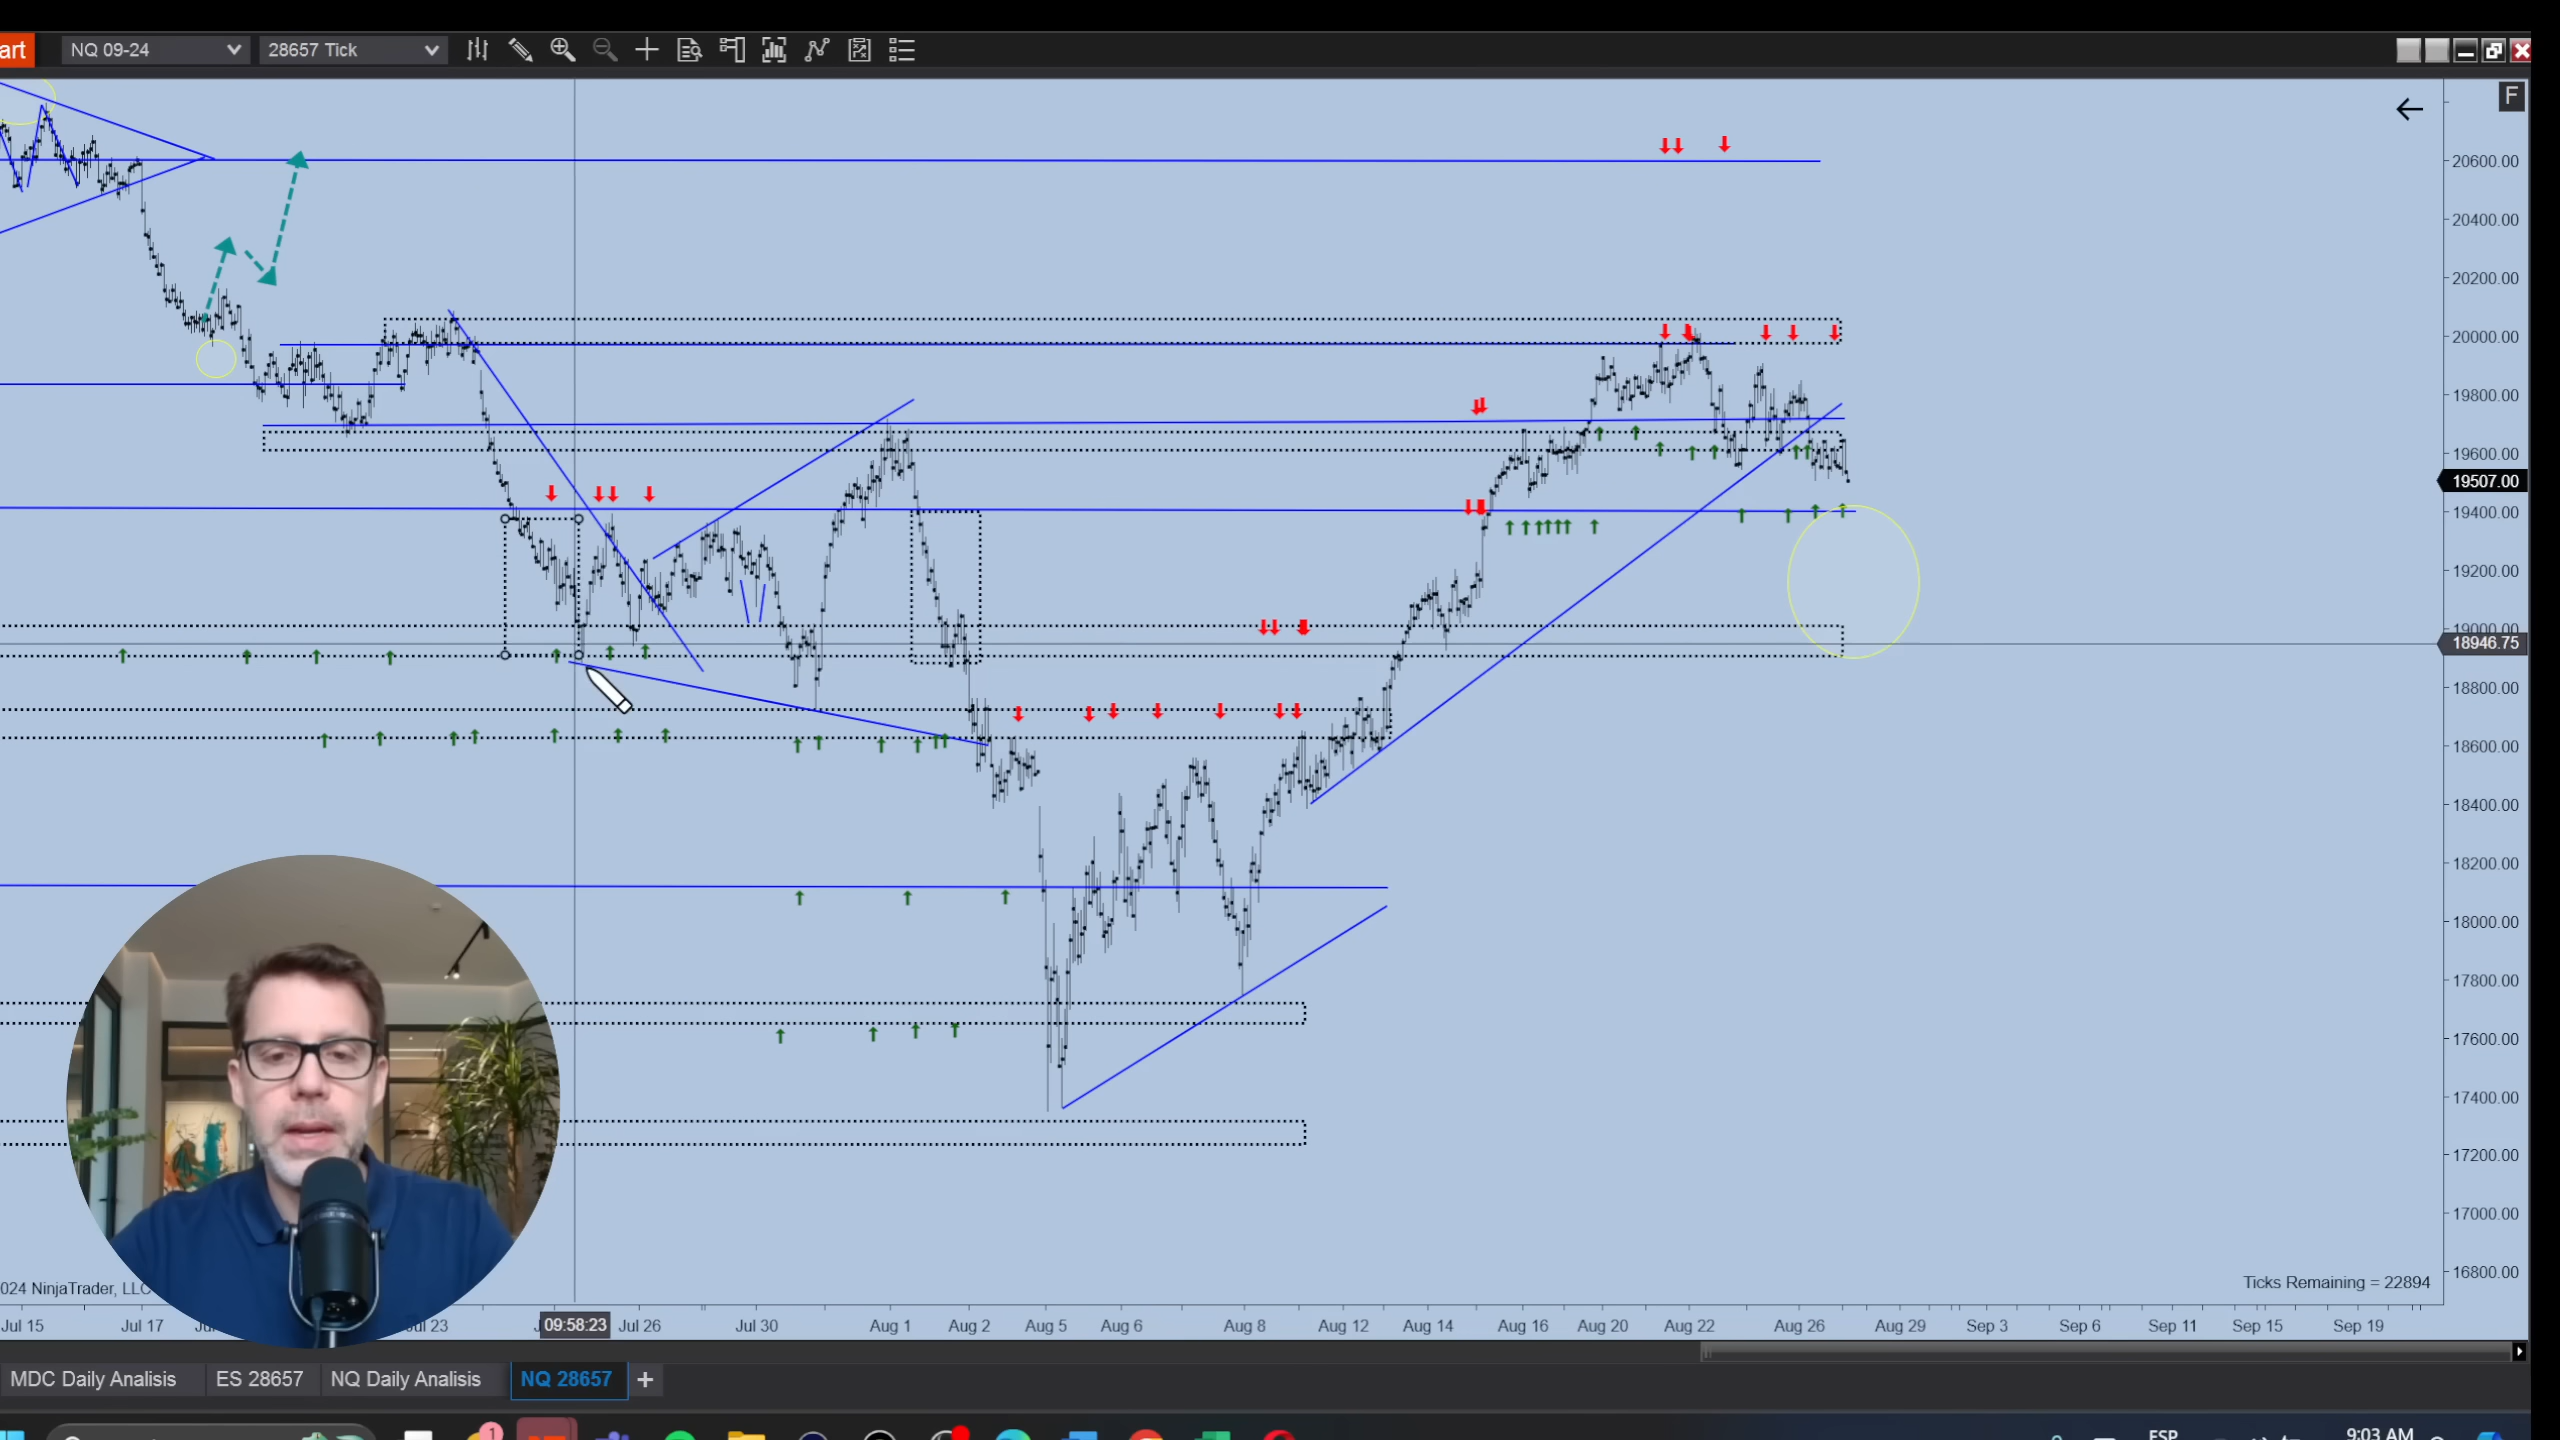 art
NQ 09-24
28657 Tick
F
20600.00
20400.00
20200.00
20000.00
19800.00
19600.00
19507.00
19400.00
19200.00
19000.00
18946.75
18800.00
18600.00
18400.00
18200.00
18000.00
17800.00
17600.00
17400.00
17200.00
17000.00
16800.00
024 NinjaTrader, LLC
Ticks Remaining = 22894
Jul 15 Jul 17 Jul 23 09:58:23 Jul 26 Jul 30 Aug 1 Aug 2 Aug 5 Aug 6 Aug 8 Aug 12 Aug 14 Aug 16 Aug 20 Aug 22 Aug 26 Aug 29 Sep 3 Sep 6 Sep 11 Sep 15 Sep 19
MDC Daily Analisis ES 28657 NQ Daily Analisis NQ 28657 +
1
ESP
9:03 AM